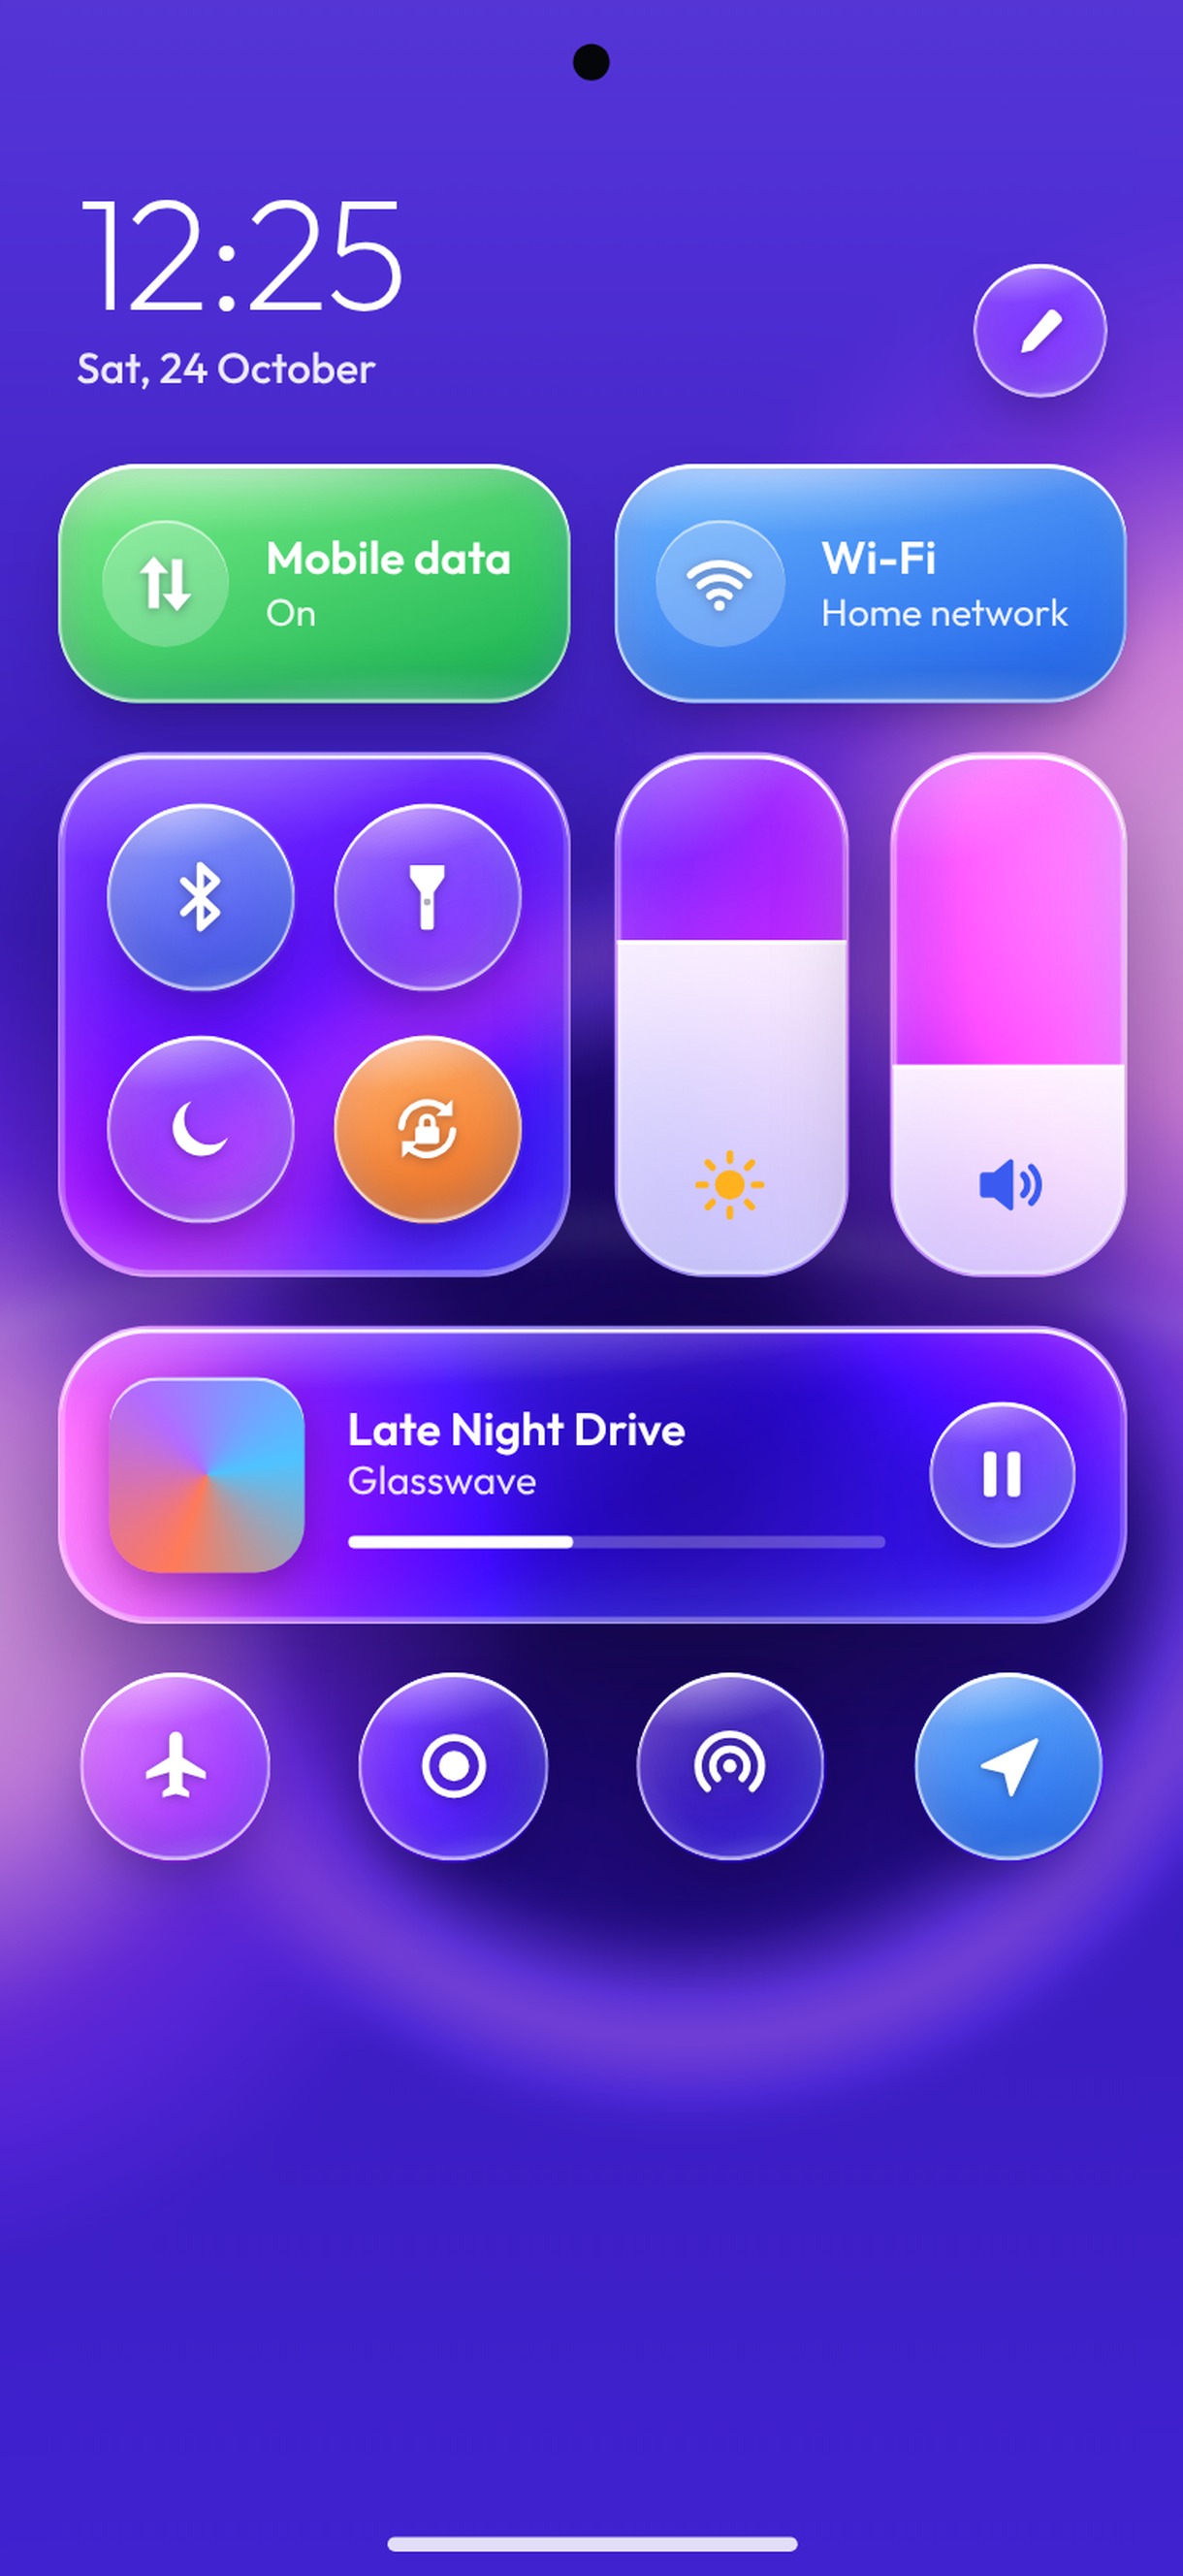 12:25
Sat, 24 October
Mobile data
On
Wi-Fi
Home network
Late Night Drive
Glasswave